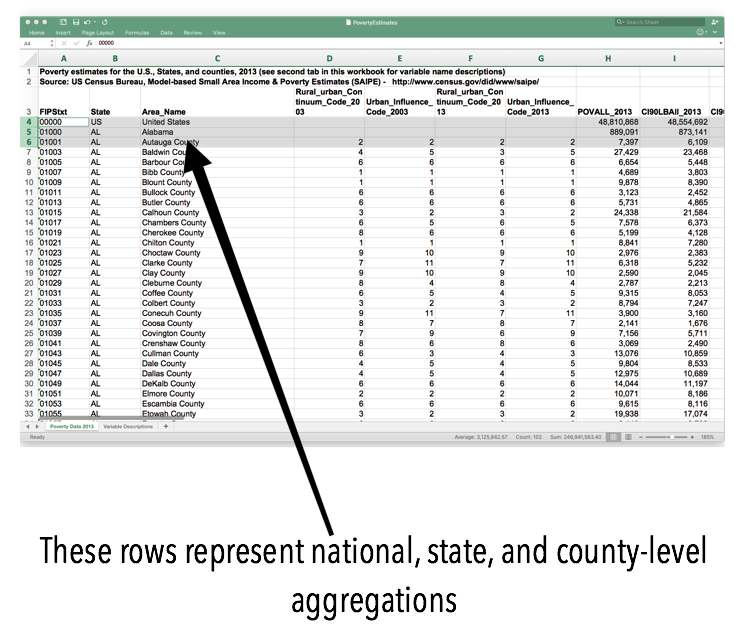 PovertyEstimates
Search Sheet
Home Insert Page Layout Formulas Data Review View
A4 fx 00000
A B C D E F G H I
1 Poverty estimates for the U.S., States, and counties, 2013 (see second tab in this workbook for variable name descriptions)
2 Source: US Census Bureau, Model-based Small Area Income & Poverty Estimates (SAIPE) - http://www.census.gov/did/www/saipe/
3 FIPStxt State Area_Name Rural_urban_Continuum_Code_2003 Urban_Influence_Code_2003 Rural_urban_Continuum_Code_2013 Urban_Influence_Code_2013 POVALL_2013 CI90LBAll_2013 CI9
4 00000 US United States 48,810,868 48,554,692
5 01000 AL Alabama 889,091 873,141
6 01001 AL Autauga County 2 2 2 2 7,397 6,109
7 01003 AL Baldwin Cou 4 5 3 5 27,429 23,468
8 01005 AL Barbour Co 6 6 6 6 6,654 5,448
9 01007 AL Bibb County 1 1 1 1 4,689 3,803
10 01009 AL Blount County 1 1 1 1 9,878 8,390
11 01011 AL Bullock County 6 6 6 6 3,123 2,452
12 01013 AL Butler County 6 6 6 6 5,731 4,865
13 01015 AL Calhoun County 3 2 3 2 24,338 21,584
14 01017 AL Chambers County 6 5 6 5 7,578 6,373
15 01019 AL Cherokee County 8 6 6 6 5,199 4,128
16 01021 AL Chilton County 1 1 1 1 8,841 7,280
17 01023 AL Choctaw County 9 10 9 10 2,976 2,383
18 01025 AL Clarke County 7 11 7 11 6,318 5,232
19 01027 AL Clay County 9 10 9 10 2,590 2,045
20 01029 AL Cleburne County 8 4 8 4 2,787 2,213
21 01031 AL Coffee County 6 5 4 5 9,315 8,053
22 01033 AL Colbert County 3 2 3 2 8,794 7,247
23 01035 AL Conecuh County 9 11 7 11 3,900 3,160
24 01037 AL Coosa County 8 7 8 7 2,141 1,676
25 01039 AL Covington County 7 9 6 9 7,156 5,711
26 01041 AL Crenshaw County 8 6 8 6 3,069 2,490
27 01043 AL Cullman County 6 3 4 3 13,076 10,859
28 01045 AL Dale County 4 5 4 5 9,804 8,533
29 01047 AL Dallas County 4 5 4 5 12,975 10,689
30 01049 AL DeKalb County 6 6 6 6 14,044 11,197
31 01051 AL Elmore County 2 2 2 2 10,071 8,186
32 01053 AL Escambia County 6 6 6 6 9,615 8,116
33 01055 AL Etowah County 3 2 3 2 19,938 17,074
Poverty Data 2013 Variable Descriptions +
Ready Average: 3,125,842.57 Count: 102 Sum: 246,941,563.40 185%
These rows represent national, state, and county-level
aggregations